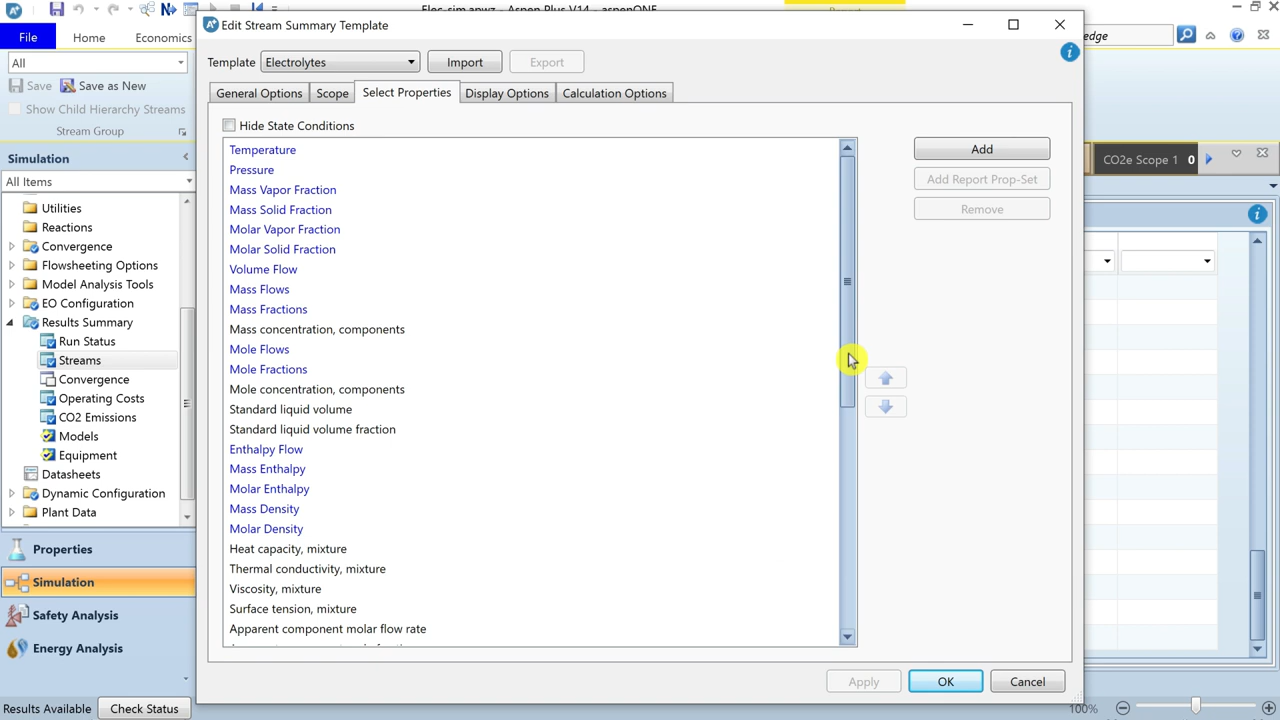 Elec-sim.apwz - Aspen Plus V14 - aspenONE
File
Home
Economics
All
Save
Save as New
Show Child Hierarchy Streams
Stream Group
Simulation
All Items
Utilities
Reactions
Convergence
Flowsheeting Options
Model Analysis Tools
EO Configuration
Results Summary
Run Status
Streams
Convergence
Operating Costs
CO2 Emissions
Models
Equipment
Datasheets
Dynamic Configuration
Plant Data
Properties
Simulation
Safety Analysis
Energy Analysis
Results Available
Check Status
Edit Stream Summary Template
Template
Electrolytes
Import
Export
General Options
Scope
Select Properties
Display Options
Calculation Options
Hide State Conditions
Temperature
Pressure
Mass Vapor Fraction
Mass Solid Fraction
Molar Vapor Fraction
Molar Solid Fraction
Volume Flow
Mass Flows
Mass Fractions
Mass concentration, components
Mole Flows
Mole Fractions
Mole concentration, components
Standard liquid volume
Standard liquid volume fraction
Enthalpy Flow
Mass Enthalpy
Molar Enthalpy
Mass Density
Molar Density
Heat capacity, mixture
Thermal conductivity, mixture
Viscosity, mixture
Surface tension, mixture
Apparent component molar flow rate
Add
Add Report Prop-Set
Remove
Apply
OK
Cancel
edge
CO2e Scope 1 0
100%